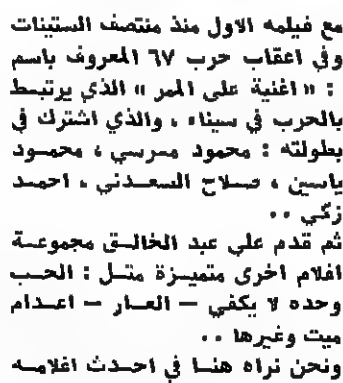 مع فيلمه الاول منذ منتصف الستينات
وفي اعقاب حرب ٦٧ المعروف باسم
: « اغنية على الممر » الذي يرتبط
بالحرب في سيناء ، والذي اشترك في
بطولته : محمود مرسي ، محمود
ياسين ، صلاح السعدني ، احمد
زكي ..
ثم قدم علي عبد الخالق مجموعة
افلام اخرى متميزة مثل : الحب
وحده لا يكفي – العار – اعدام
ميت وغيرها ..
ونحن نراه هنا في احدث افلامه